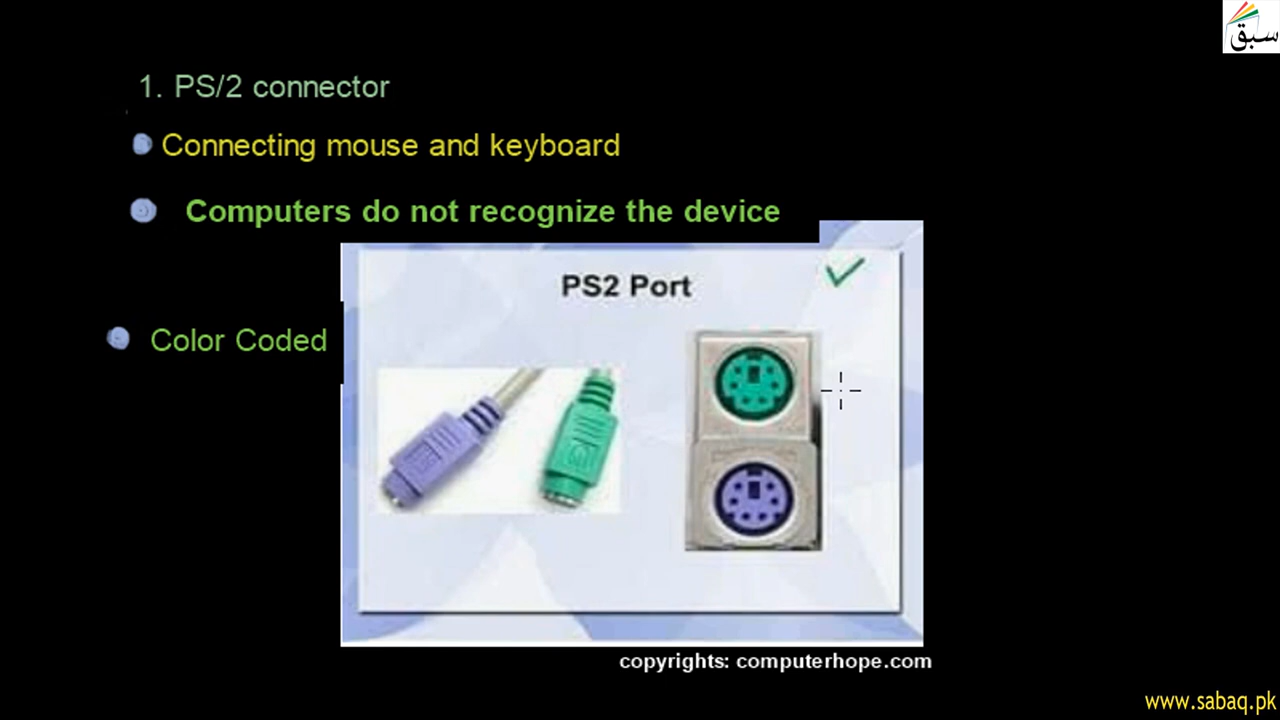 سبق
1. PS/2 connector
Connecting mouse and keyboard
Computers do not recognize the device
PS2 Port
Color Coded
copyrights: computerhope.com
www.sabaq.pk